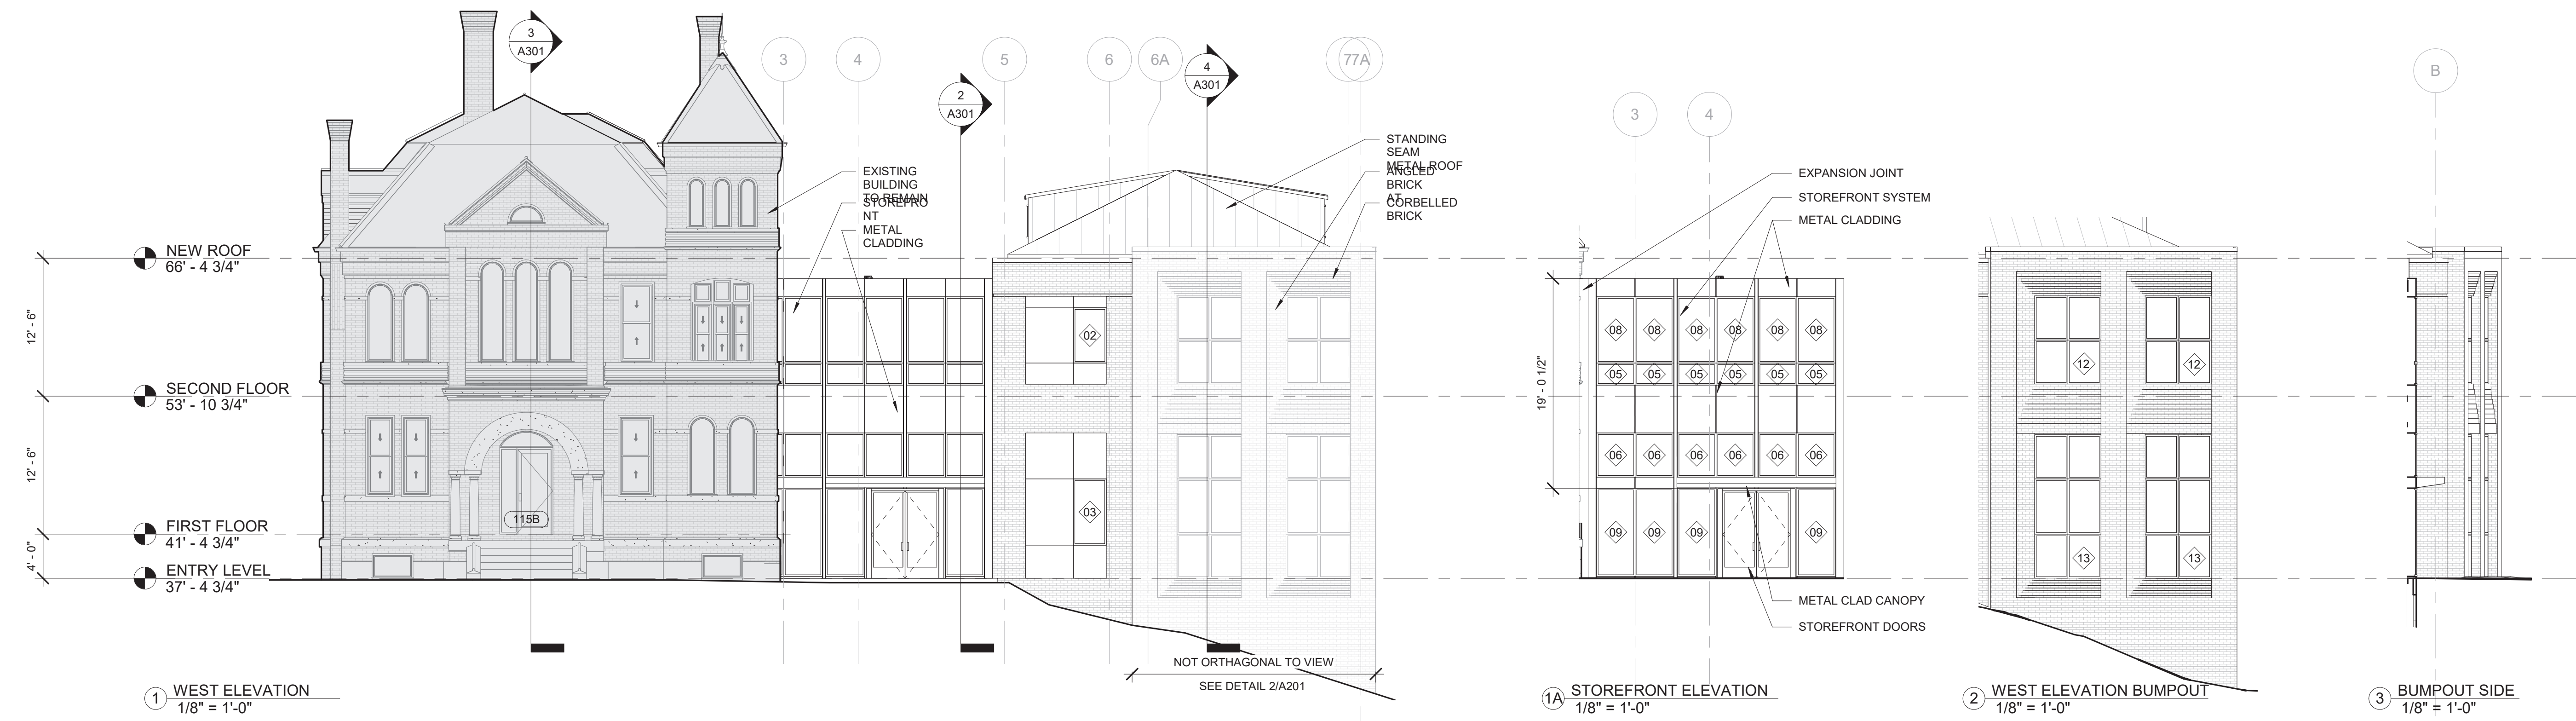 3
A301
2
A301
4
A301
3
4
5
6
6A
77A
STANDING
SEAM
METAL ROOF
ANGLED
BRICK
AT
CORBELLED
BRICK
EXISTING
BUILDING
TO REMAIN
STOREFRO
NT
METAL
CLADDING
NEW ROOF
66' - 4 3/4"
12' - 6"
SECOND FLOOR
53' - 10 3/4"
12' - 6"
FIRST FLOOR
41' - 4 3/4"
4' - 0"
ENTRY LEVEL
37' - 4 3/4"
115B
02
03
NOT ORTHAGONAL TO VIEW
SEE DETAIL 2/A201
1 WEST ELEVATION
1/8" = 1'-0"
3
4
EXPANSION JOINT
STOREFRONT SYSTEM
METAL CLADDING
19' - 0 1/2"
08 08 08 08 08 08
05 05 05 05 05 05
06 06 06 06 06 06
09 09 09 09
METAL CLAD CANOPY
STOREFRONT DOORS
1A STOREFRONT ELEVATION
1/8" = 1'-0"
12 12
13 13
2 WEST ELEVATION BUMPOUT
1/8" = 1'-0"
B
3 BUMPOUT SIDE
1/8" = 1'-0"